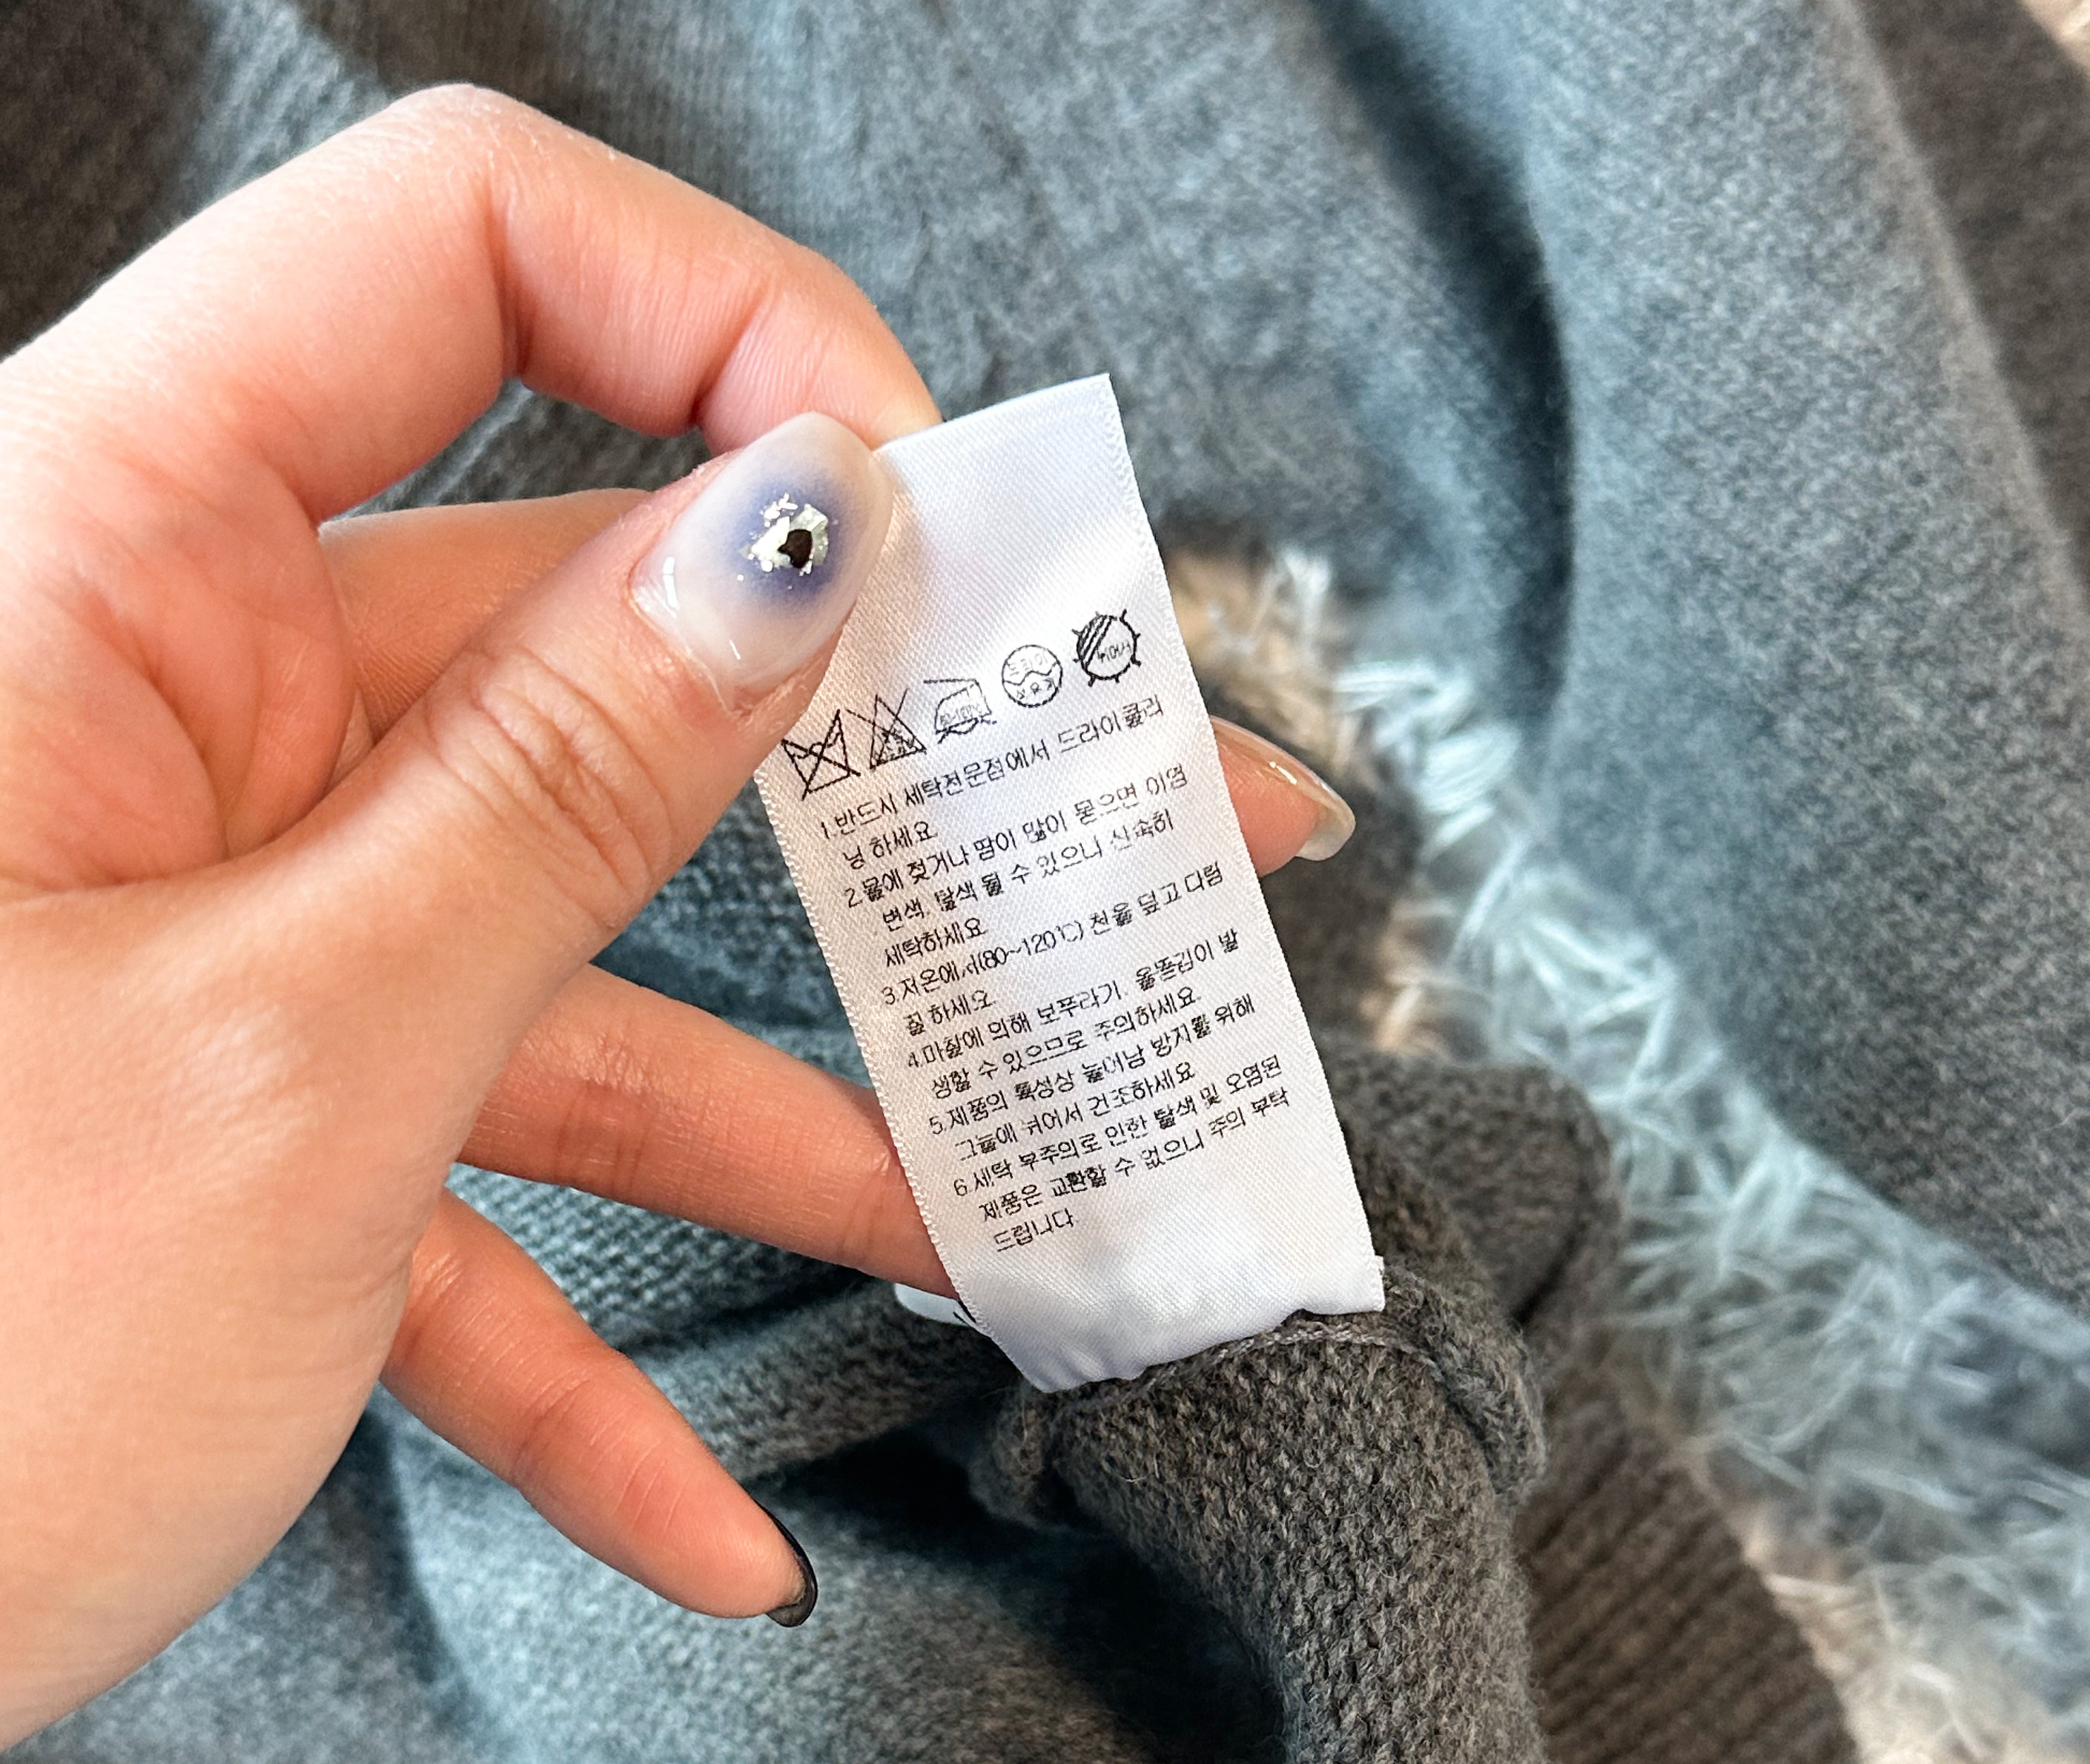 뉘어서
80~120℃
1.반드시 세탁전문점에서 드라이클리
닝 하세요.
2.물에 젖거나 땀이 많이 묻으면 이염
변색, 탈색 될 수 있으니 신속히
세탁하세요.
3.저온에서(80~120℃) 천을 덮고 다림
질 하세요.
4.마찰에 의해 보푸라기, 올뜯김이 발
생할 수 있으므로 주의하세요.
5.제품의 특성상 늘어남 방지를 위해
그늘에 뉘어서 건조하세요.
6.세탁 부주의로 인한 탈색 및 오염된
제품은 교환할 수 없으니 주의 부탁
드립니다.